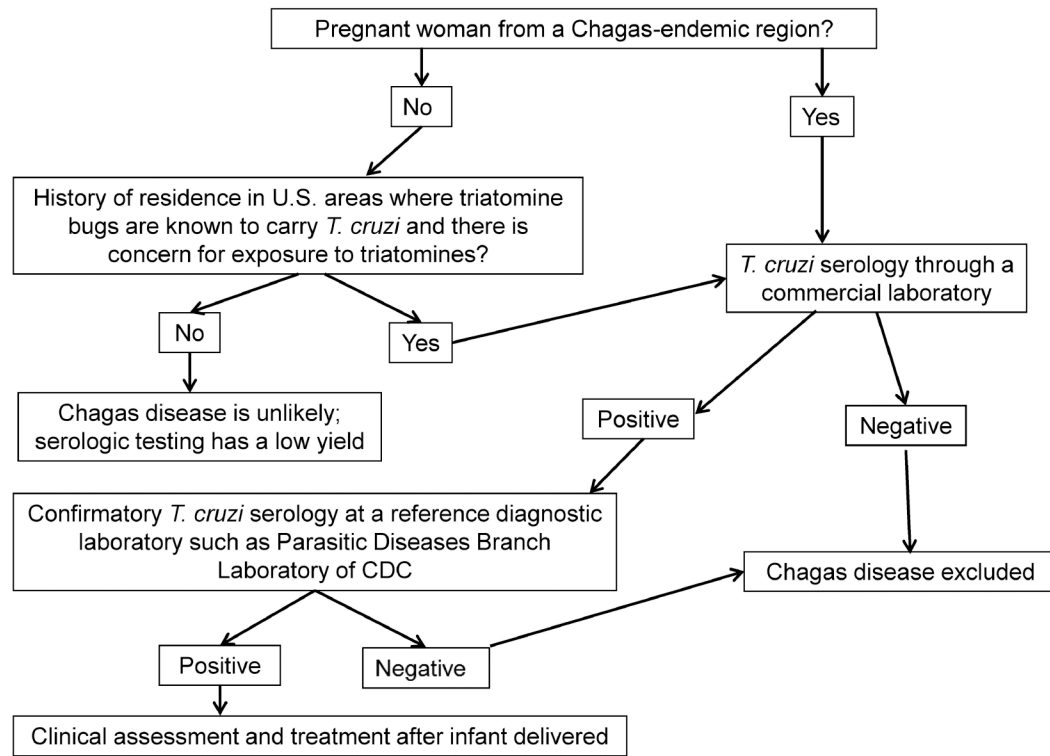 Pregnant woman from a Chagas-endemic region?
No
Yes
History of residence in U.S. areas where triatomine
bugs are known to carry T. cruzi and there is
concern for exposure to triatomines?
T. cruzi serology through a
commercial laboratory
No
Yes
Chagas disease is unlikely;
serologic testing has a low yield
Positive
Negative
Confirmatory T. cruzi serology at a reference diagnostic
laboratory such as Parasitic Diseases Branch
Laboratory of CDC
Chagas disease excluded
Positive
Negative
Clinical assessment and treatment after infant delivered